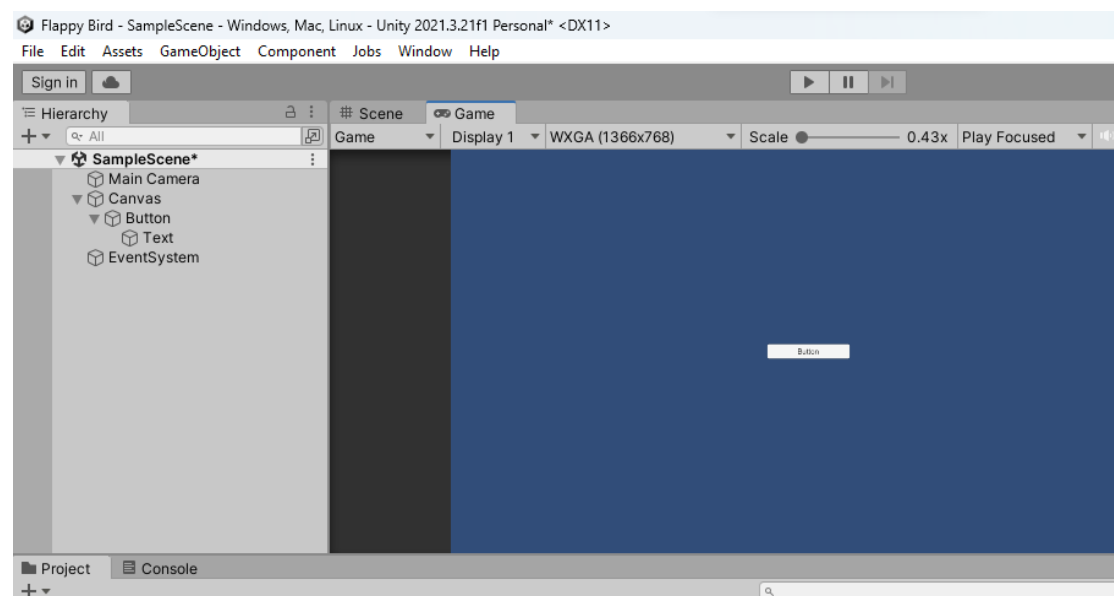 Flappy Bird - SampleScene - Windows, Mac, Linux - Unity 2021.3.21f1 Personal* <DX11>
File Edit Assets GameObject Component Jobs Window Help
Sign in
Hierarchy
# Scene Game
All
Game Display 1 WXGA (1366x768) Scale 0.43x Play Focused
SampleScene*
Main Camera
Canvas
Button
Text
EventSystem
Button
Project Console